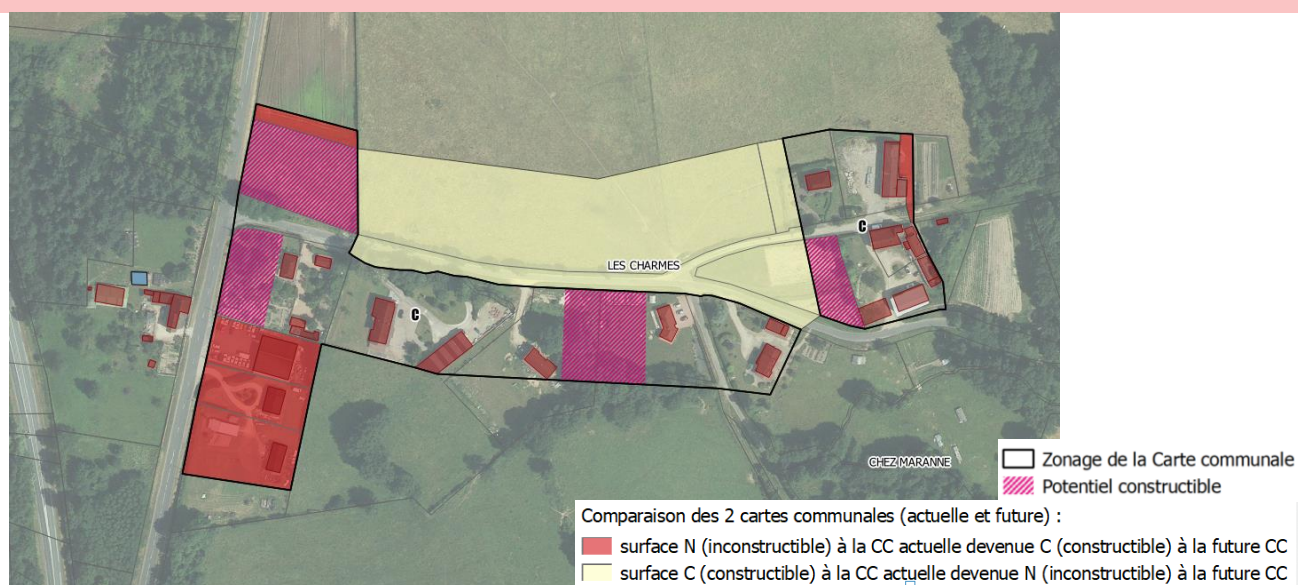 C
LES CHARMES
C
CHEZ MARANNE
Zonage de la Carte communale
Potentiel constructible
Comparaison des 2 cartes communales (actuelle et future) :
surface N (inconstructible) à la CC actuelle devenue C (constructible) à la future CC
surface C (constructible) à la CC actuelle devenue N (inconstructible) à la future CC